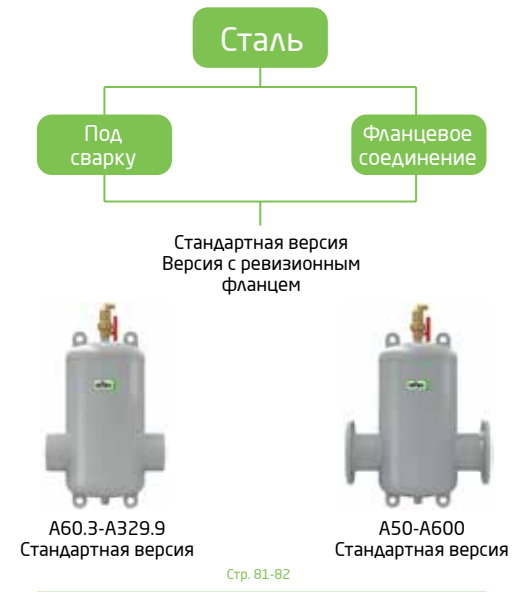 Сталь
Под
сварку
Фланцевое
соединение
Стандартная версия
Версия с ревизионным
фланцем
A60.3-A329.9
Стандартная версия
A50-A600
Стандартная версия
Стр. 81-82